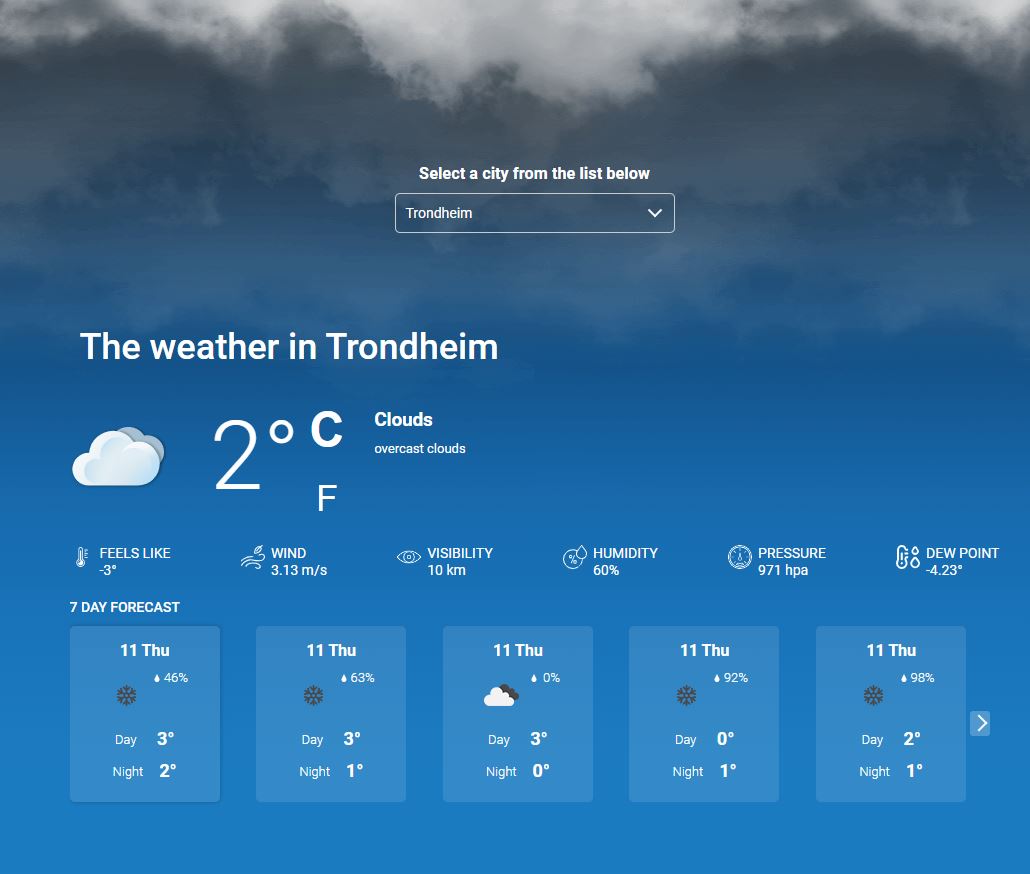 Select a city from the list below
Trondheim
The weather in Trondheim
2° C
F
Clouds
overcast clouds
FEELS LIKE
-3°
WIND
3.13 m/s
VISIBILITY
10 km
HUMIDITY
60%
PRESSURE
971 hpa
DEW POINT
-4.23°
7 DAY FORECAST
11 Thu
46%
Day 3°
Night 2°
11 Thu
63%
Day 3°
Night 1°
11 Thu
0%
Day 3°
Night 0°
11 Thu
92%
Day 0°
Night 1°
11 Thu
98%
Day 2°
Night 1°